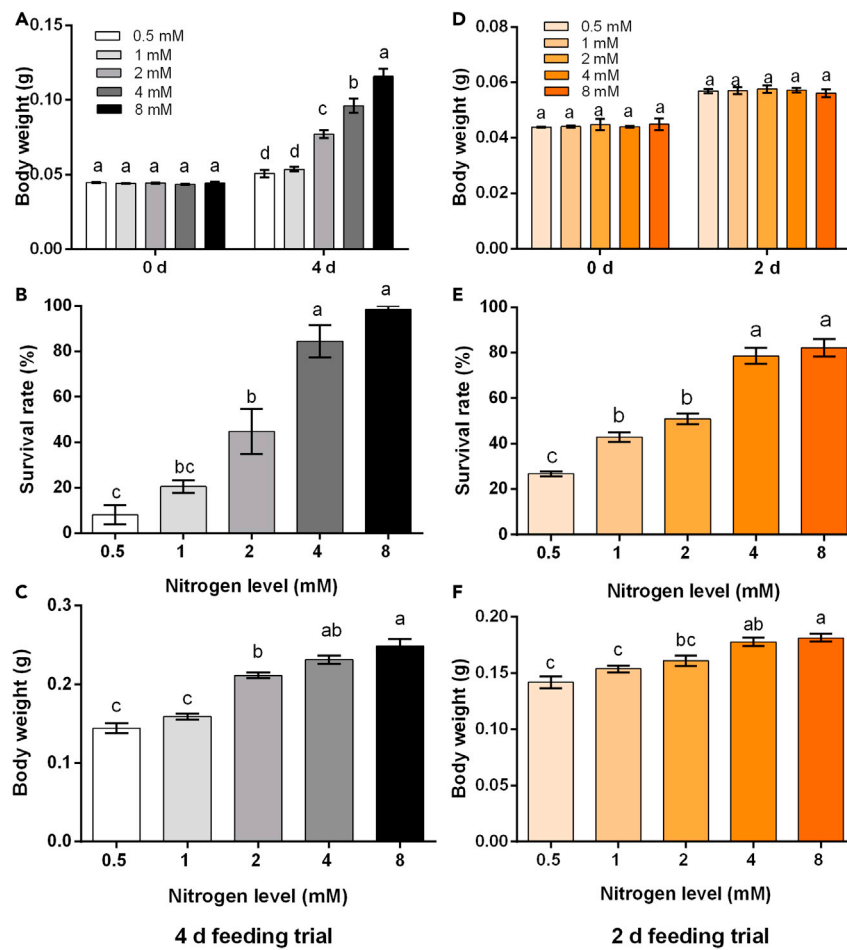 A
Body weight (g)
0.15
0.10
0.05
0.00
0.5 mM
1 mM
2 mM
4 mM
8 mM
a a a a a
d d c b a
0 d 4 d
D
Body weight (g)
0.08
0.06
0.04
0.02
0.00
0.5 mM
1 mM
2 mM
4 mM
8 mM
a a a a a
a a a a a
0 d 2 d
B
Survival rate (%)
100
80
60
40
20
0
c bc b a a
0.5 1 2 4 8
Nitrogen level (mM)
E
Survival rate (%)
100
80
60
40
20
0
c b b a a
0.5 1 2 4 8
Nitrogen level (mM)
C
Body weight (g)
0.3
0.2
0.1
0.0
c c b ab a
0.5 1 2 4 8
Nitrogen level (mM)
4 d feeding trial
F
Body weight (g)
0.20
0.15
0.10
0.05
0.00
c c bc ab a
0.5 1 2 4 8
Nitrogen level (mM)
2 d feeding trial